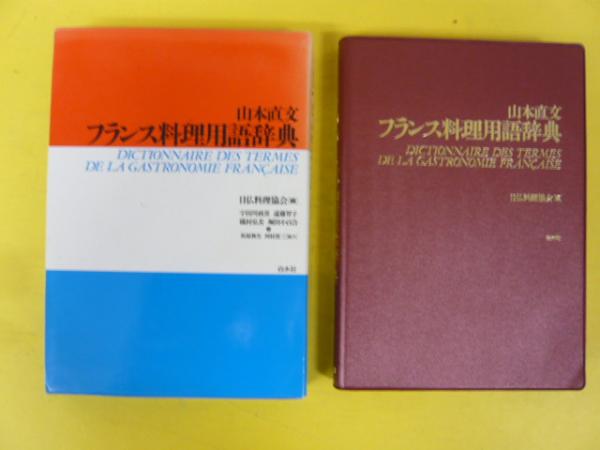 山本直文
フランス料理用語辞典
DICTIONNAIRE DES TERMES
DE LA GASTRONOMIE FRANÇAISE
日仏料理協会 編
白水社
山本直文
フランス料理用語辞典
DICTIONNAIRE DES TERMES
DE LA GASTRONOMIE FRANÇAISE
日仏料理協会 編
白水社